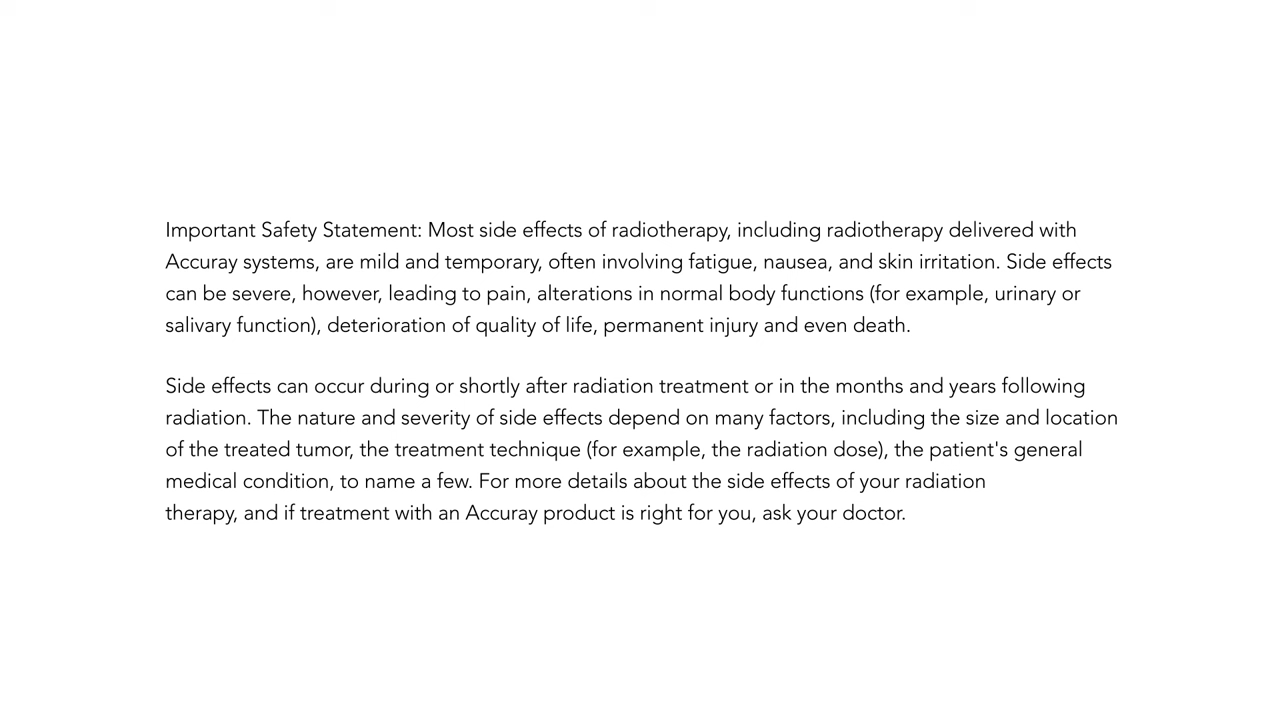 Important Safety Statement: Most side effects of radiotherapy, including radiotherapy delivered with
Accuray systems, are mild and temporary, often involving fatigue, nausea, and skin irritation. Side effects
can be severe, however, leading to pain, alterations in normal body functions (for example, urinary or
salivary function), deterioration of quality of life, permanent injury and even death.
Side effects can occur during or shortly after radiation treatment or in the months and years following
radiation. The nature and severity of side effects depend on many factors, including the size and location
of the treated tumor, the treatment technique (for example, the radiation dose), the patient's general
medical condition, to name a few. For more details about the side effects of your radiation
therapy, and if treatment with an Accuray product is right for you, ask your doctor.